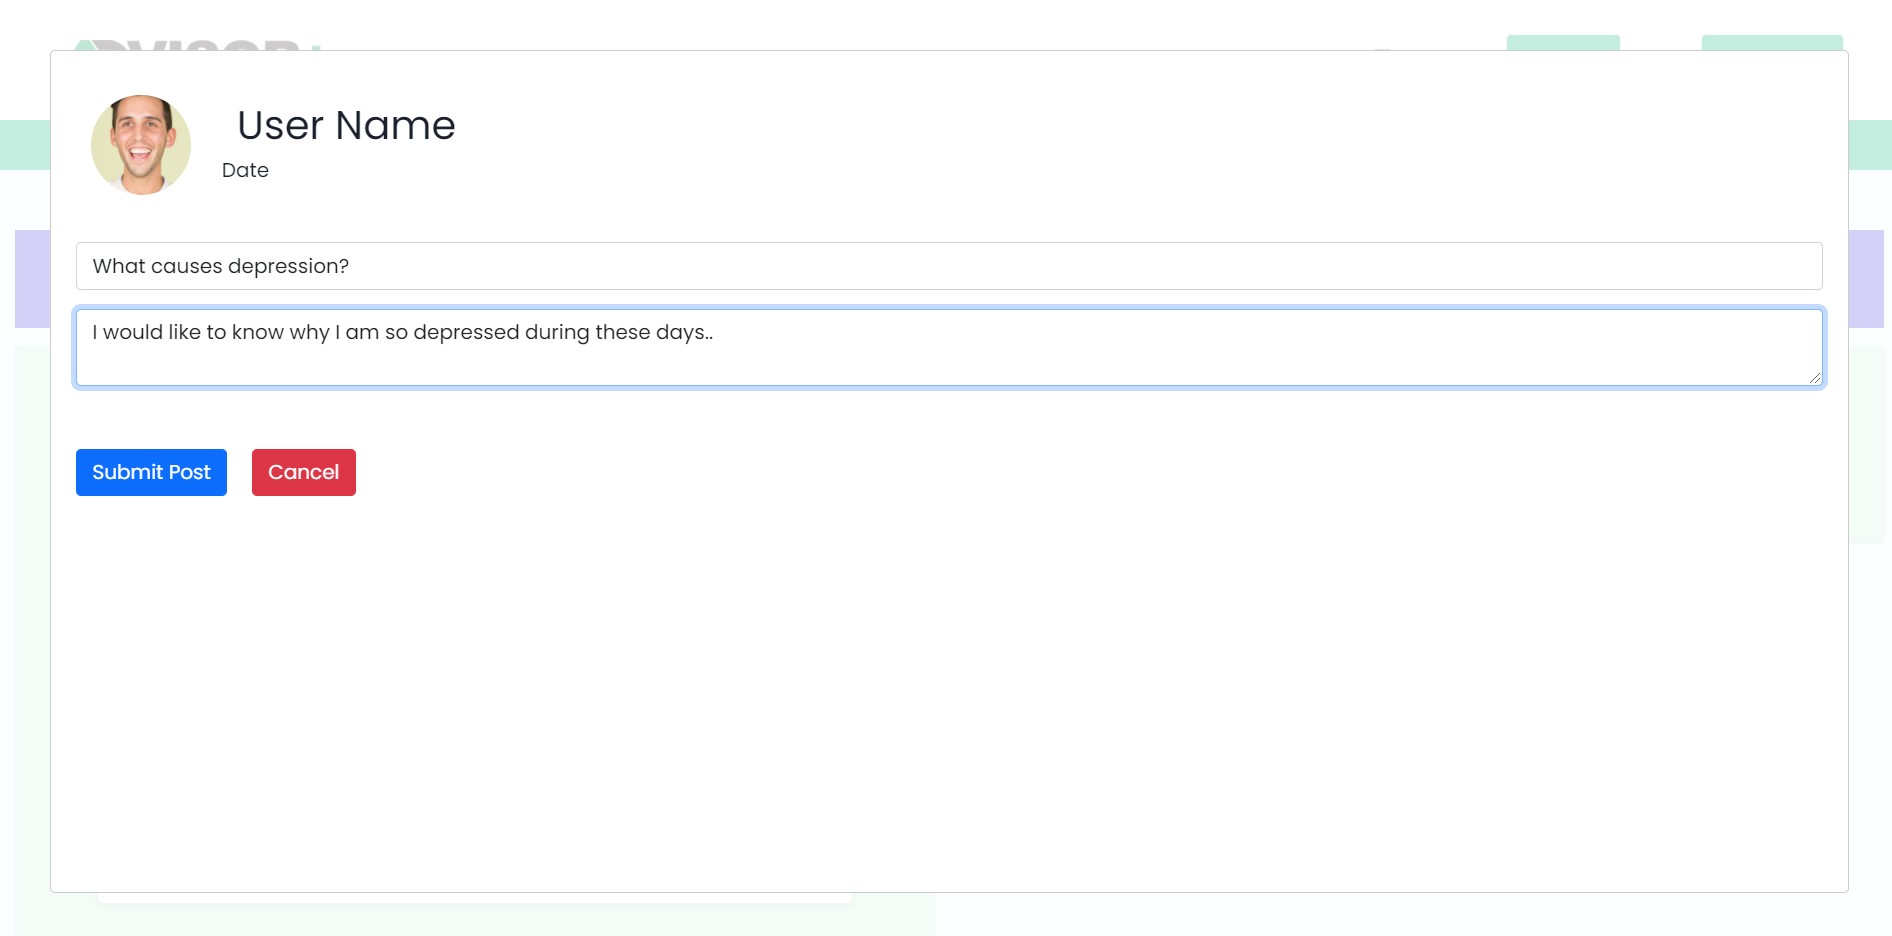 User Name
Date
What causes depression?
I would like to know why I am so depressed during these days..
Submit Post
Cancel